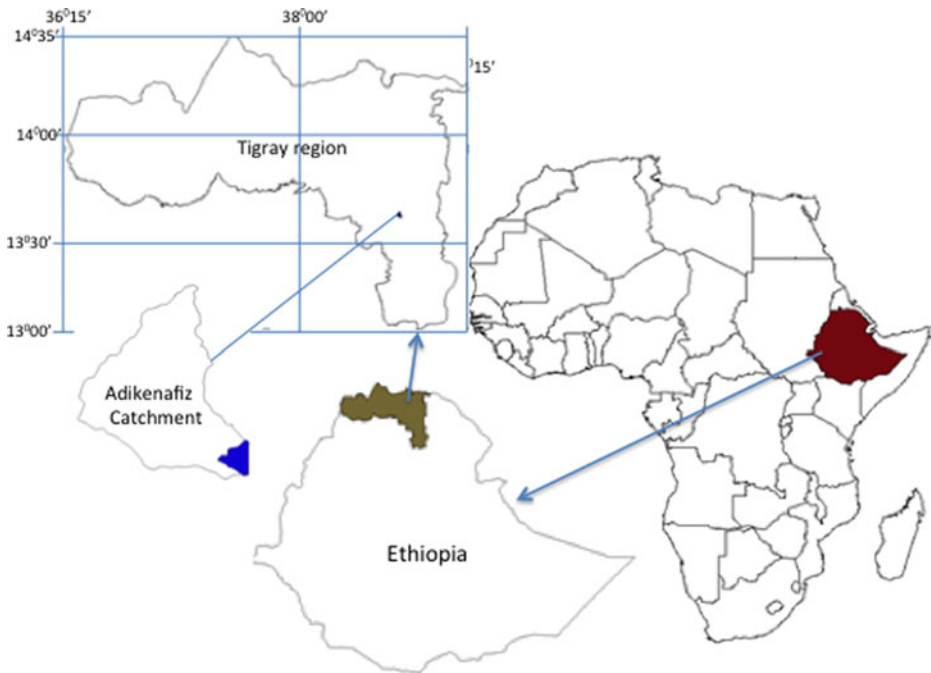 36⁰15’
38⁰00’
14⁰35’
⁰15’
14⁰00’
Tigray region
13⁰30’
13⁰00’
Adikenafiz
Catchment
Ethiopia